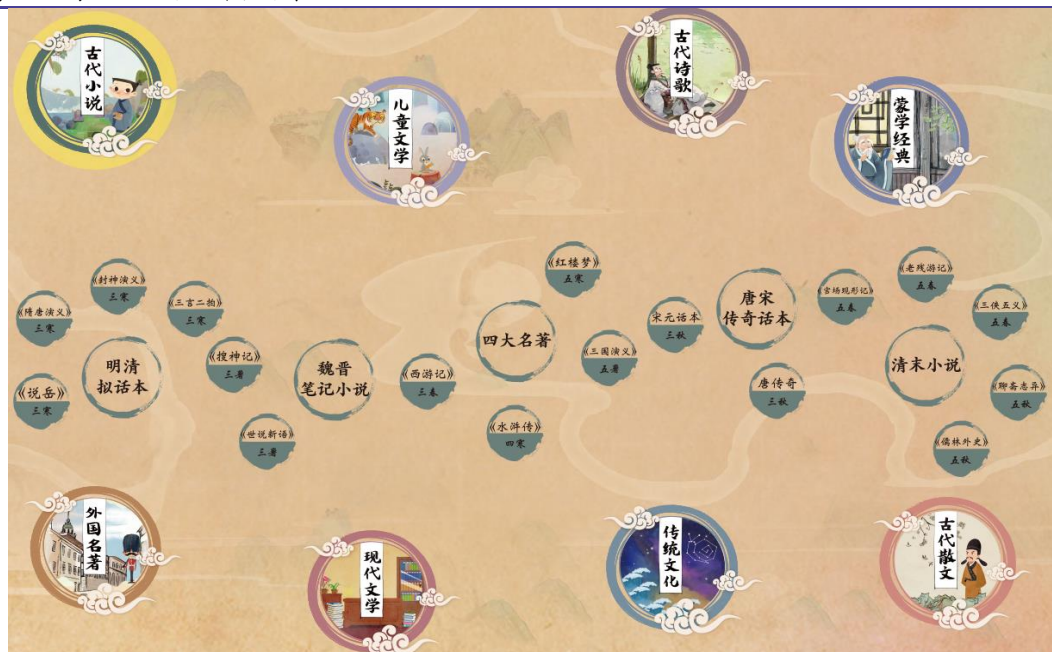 古代小说
儿童文学
古代诗歌
蒙学经典
《红楼梦》
五寒
《老残游记》
五春
《封神演义》
三寒
《三言二拍》
三寒
《官场现形记》
五春
《隋唐演义》
三寒
唐宋
传奇话本
宋元话本
三秋
《三侠五义》
五春
四大名著
《搜神记》
三暑
《三国演义》
五暑
明清
拟话本
魏晋
笔记小说
《西游记》
三春
清末小说
《说岳》
三寒
唐传奇
三秋
《聊斋志异》
五秋
《世说新语》
三暑
《水浒传》
四寒
《儒林外史》
五秋
外国名著
现代文学
传统文化
古代散文